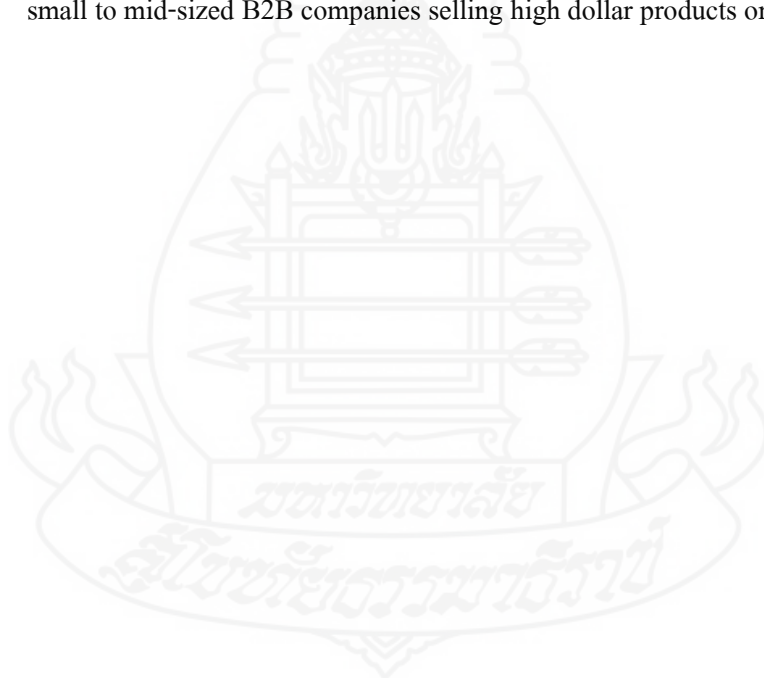 small to mid-sized B2B companies selling high dollar products or
มหาวิทยาลัย
สุโขทัยธรรมาธิราช